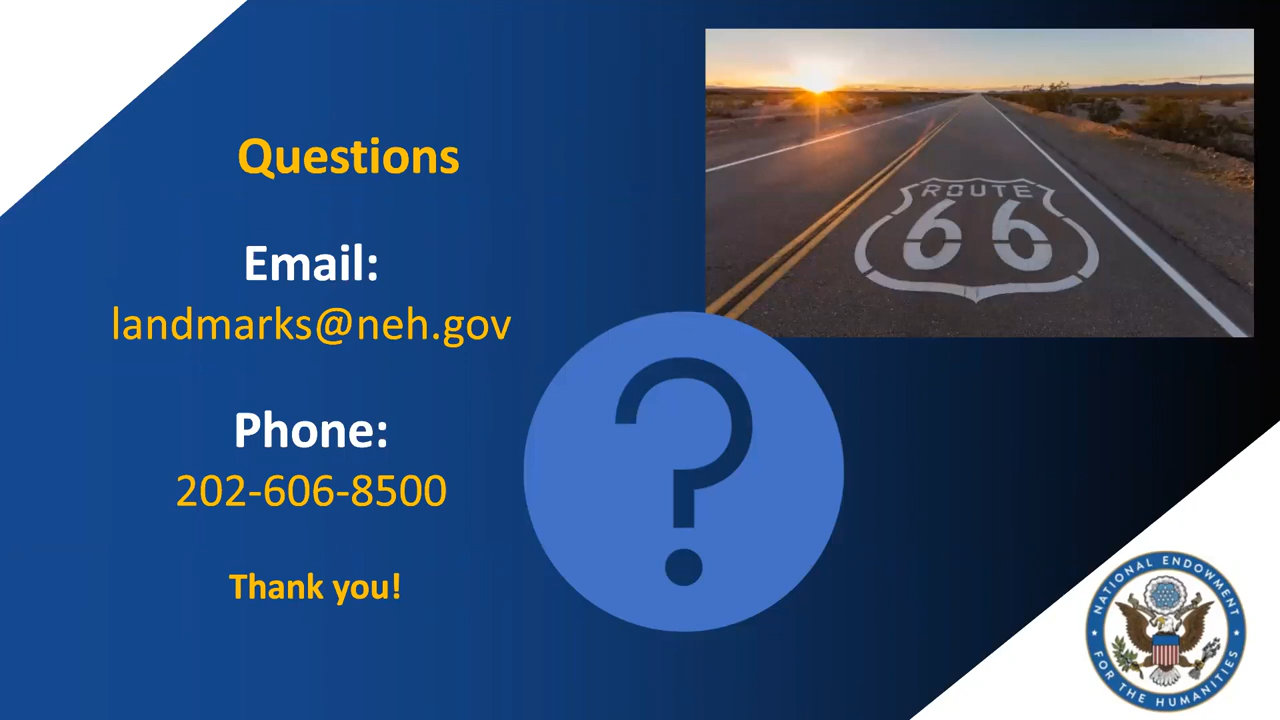 Questions
Email:
landmarks@neh.gov
Phone:
202-606-8500
Thank you!
ROUTE
66
?
NATIONAL ENDOWMENT
FOR THE HUMANITIES